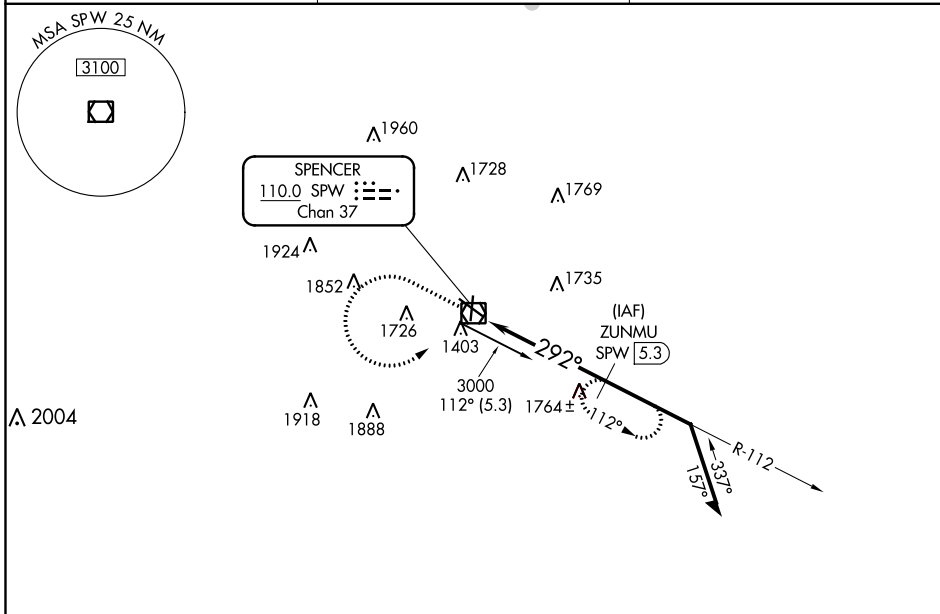 MSA SPW 25 NM
3100
1960
1728
1769
SPENCER
110.0 SPW
Chan 37
1924
1852
1735
1726
1403
(IAF)
ZUNMU
SPW 5.3
292°
3000
112° (5.3)
1764±
112°
1918
1888
2004
R-112
337°
157°